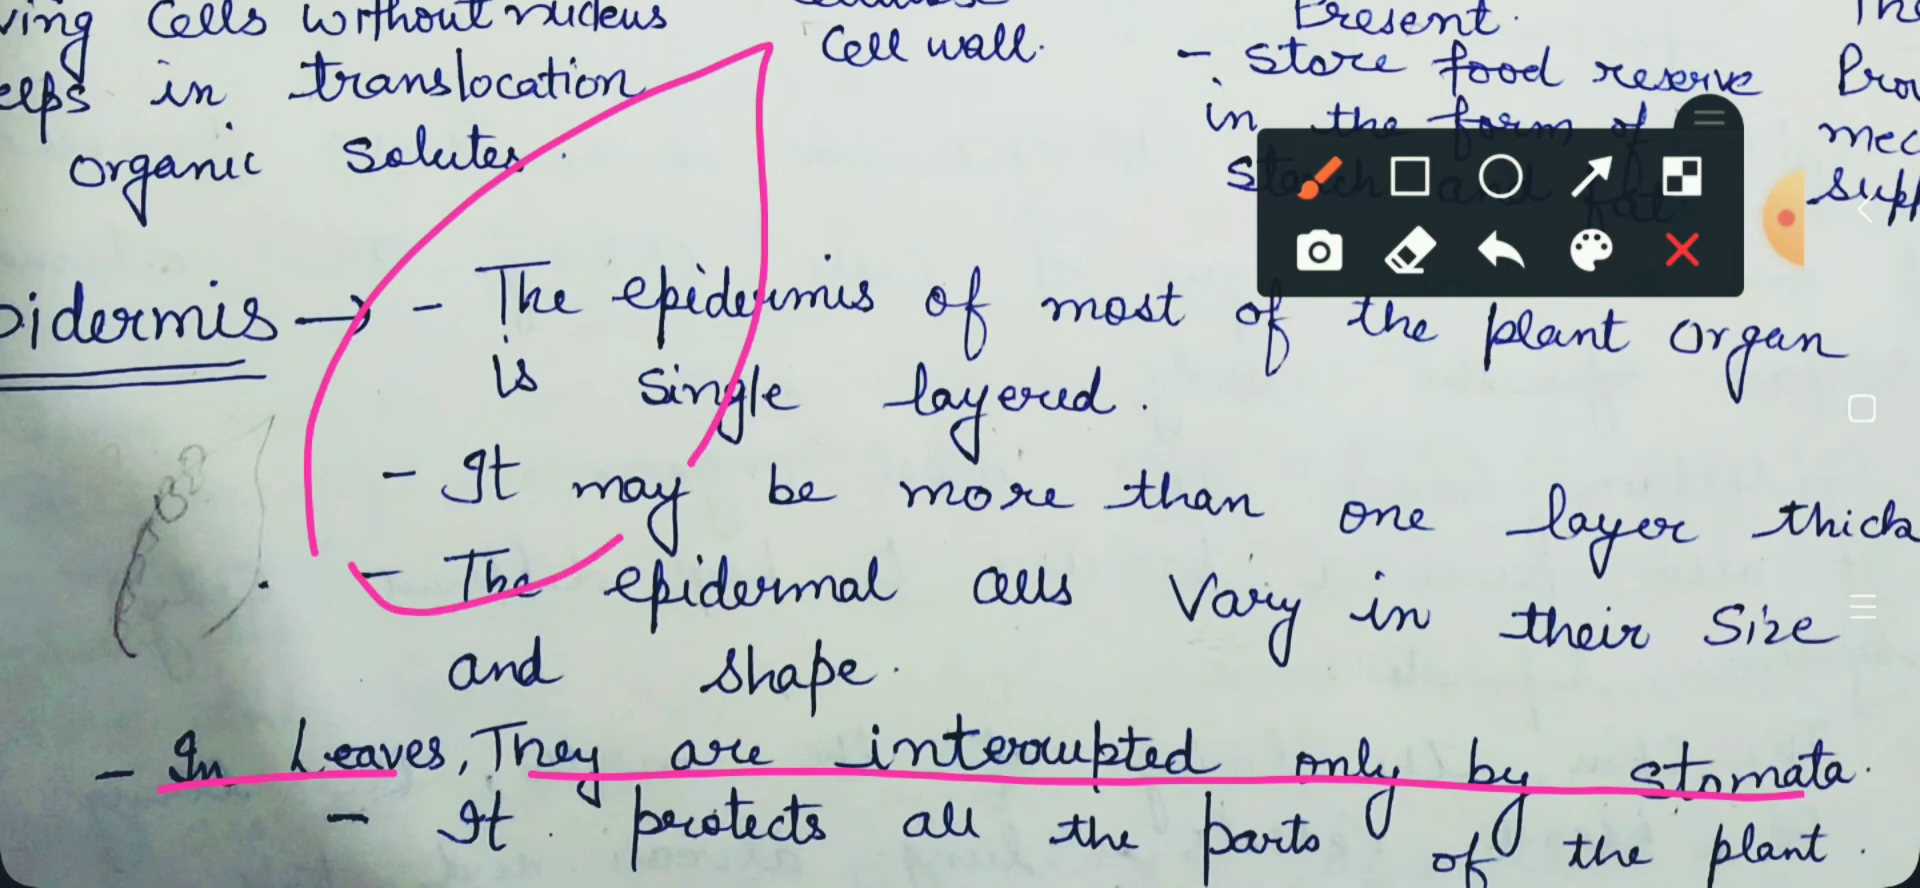 Cells without nucleus
in translocation
organic solutes.
Cell wall.
Present.
- Store food reserve
in the form of
starch and fat.
Epidermis → - The epidermis of most of the plant organ
is single layered.
- It may be more than one layer thick
- The epidermal cells vary in their size
and shape.
- In Leaves, They are interrupted only by stomata.
- It protects all the parts of the plant.